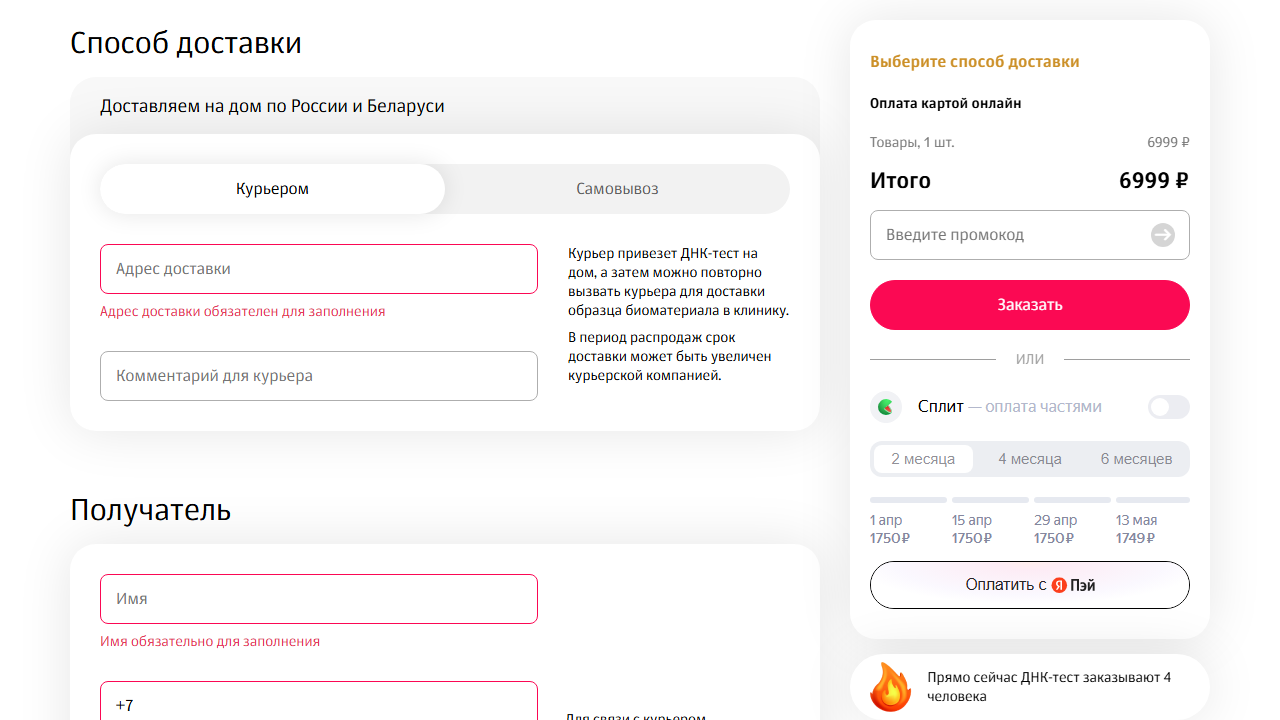 Способ доставки
Доставляем на дом по России и Беларуси
Курьером
Самовывоз
Адрес доставки
Адрес доставки обязателен для заполнения
Комментарий для курьера
Курьер привезет ДНК-тест на
дом, а затем можно повторно
вызвать курьера для доставки
образца биоматериала в клинику.
В период распродаж срок
доставки может быть увеличен
курьерской компанией.
Получатель
Имя
Имя обязательно для заполнения
+7
Для связи с курьером
Выберите способ доставки
Оплата картой онлайн
Товары, 1 шт. 6999 ₽
Итого 6999 ₽
Введите промокод
Заказать
ИЛИ
Сплит — оплата частями
2 месяца 4 месяца 6 месяцев
1 апр 15 апр 29 апр 13 мая
1750 ₽ 1750 ₽ 1750 ₽ 1749 ₽
Оплатить с Я Пэй
Прямо сейчас ДНК-тест заказывают 4
человека